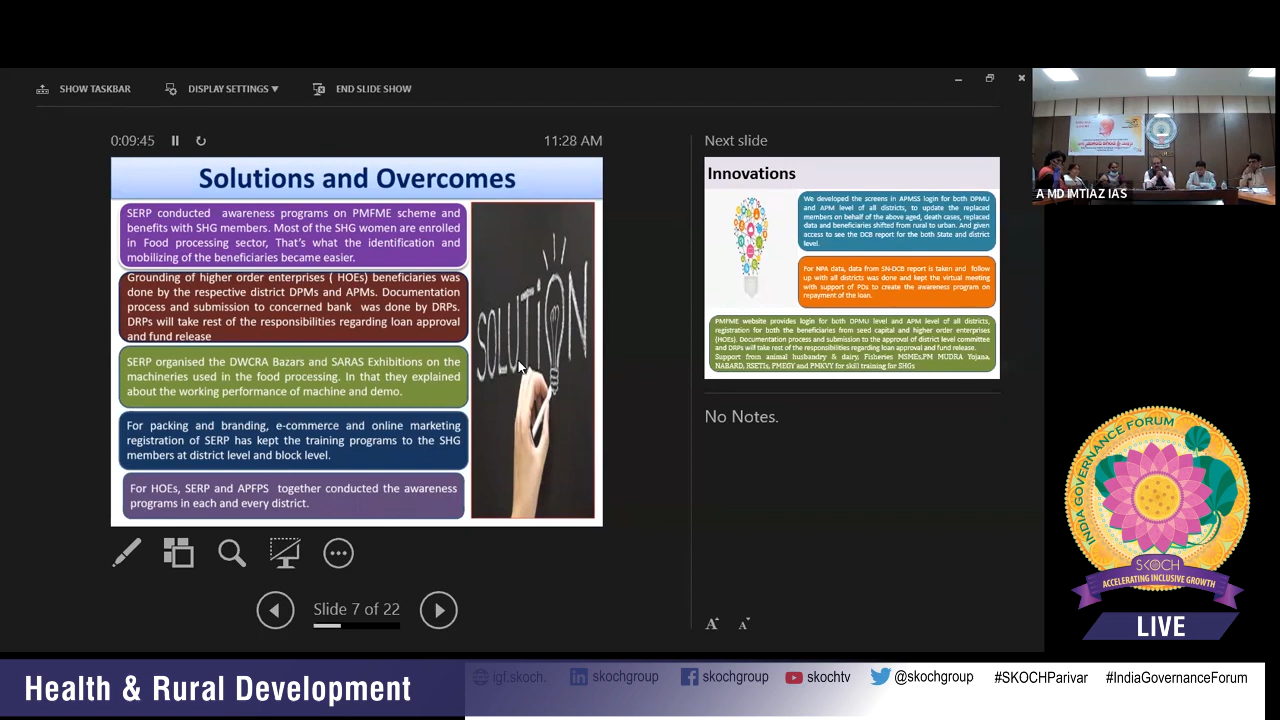 SHOW TASKBAR
DISPLAY SETTINGS ▼
END SLIDE SHOW
0:09:45
11:28 AM
Solutions and Overcomes
SERP conducted awareness programs on PMFME scheme and
benefits with SHG members. Most of the SHG women are enrolled
in Food processing sector, That's what the identification and
mobilizing of the beneficiaries became easier.
Grounding of higher order enterprises ( HOEs) beneficiaries was
done by the respective district DPMs and APMs. Documentation
process and submission to concerned bank was done by DRPs.
DRPs will take rest of the responsibilities regarding loan approval
and fund release
SERP organised the DWCRA Bazars and SARAS Exhibitions on the
machineries used in the food processing. In that they explained
about the working performance of machine and demo.
For packing and branding, e-commerce and online marketing
registration of SERP has kept the training programs to the SHG
members at district level and block level.
For HOEs, SERP and APFPS together conducted the awareness
programs in each and every district.
SOLUTION
Slide 7 of 22
Next slide
Innovations
We developed the screens in APMSS login for both DPMU
and APM level of all districts, to update the replaced
members on behalf of the above aged, death cases, replaced
data and beneficiaries shifted from rural to urban. And given
access to see the DCB report for the both State and district
level.
For NPA data, data from SN-DCB report is taken and follow
up with all districts was done and kept the virtual meeting
with support of PDs to create the awareness program on
repayment of the loan.
PMFME website provides login for both DPMU level and APM level of all districts,
registration for both the beneficiaries from seed capital and higher order enterprises
(HOEs). Documentation process and submission to the approval of district level committee
and DRPs will take rest of the responsibilities regarding loan approval and fund release.
Support from animal husbandry & dairy, Fisheries MSMEs,PM MUDRA Yojana,
NABARD, RSETIs, PMEGY and PMKVY for skill training for SHGs
No Notes.
A A
A MD IMTIAZ IAS
INDIA GOVERNANCE FORUM
SKOCH
ACCELERATING INCLUSIVE GROWTH
LIVE
Health & Rural Development
igf.skoch.
skochgroup
skochgroup
skochtv
@skochgroup
#SKOCHParivar
#IndiaGovernanceForum